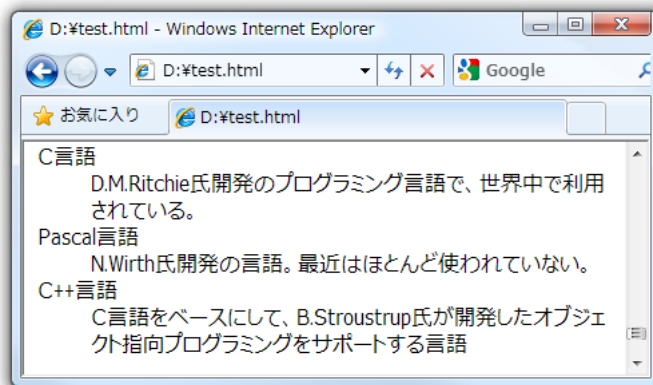 D:¥test.html - Windows Internet Explorer
D:¥test.html Google
お気に入り D:¥test.html
C言語
D.M.Ritchie氏開発のプログラミング言語で、世界中で利用
されている。
Pascal言語
N.Wirth氏開発の言語。最近はほとんど使われていない。
C++言語
C言語をベースにして、B.Stroustrup氏が開発したオブジェ
クト指向プログラミングをサポートする言語